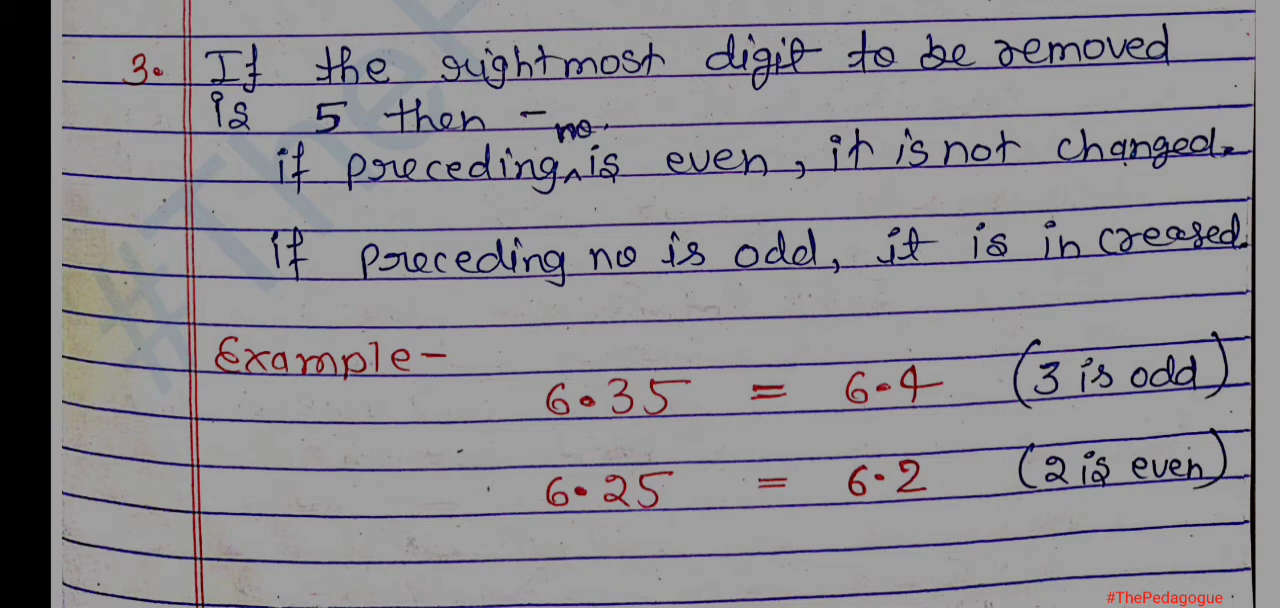 3. If the rightmost digit to be removed
is 5 then -
if preceding no. is even, it is not changed.
if preceding no is odd, it is increased.
Example-
6.35 = 6.4 (3 is odd)
6.25 = 6.2 (2 is even)
#ThePedagogue